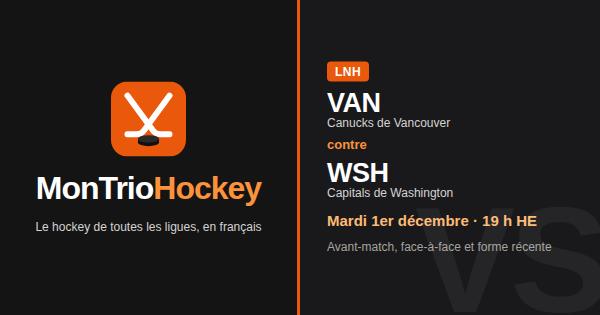 MonTrioHockey
Le hockey de toutes les ligues, en français
LNH
VAN
Canucks de Vancouver
contre
WSH
Capitals de Washington
Mardi 1er décembre · 19 h HE
Avant-match, face-à-face et forme récente
VS